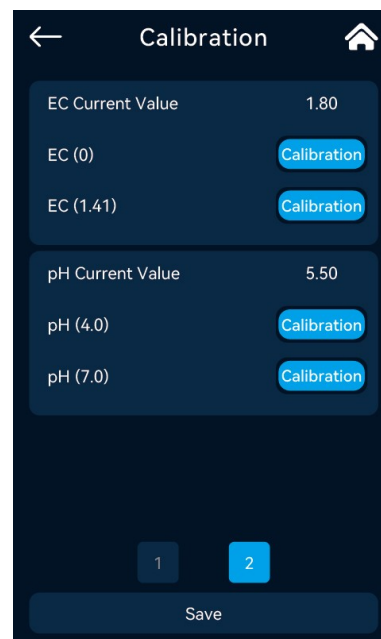 Calibration
EC Current Value 1.80
EC (0) Calibration
EC (1.41) Calibration
pH Current Value 5.50
pH (4.0) Calibration
pH (7.0) Calibration
1 2
Save